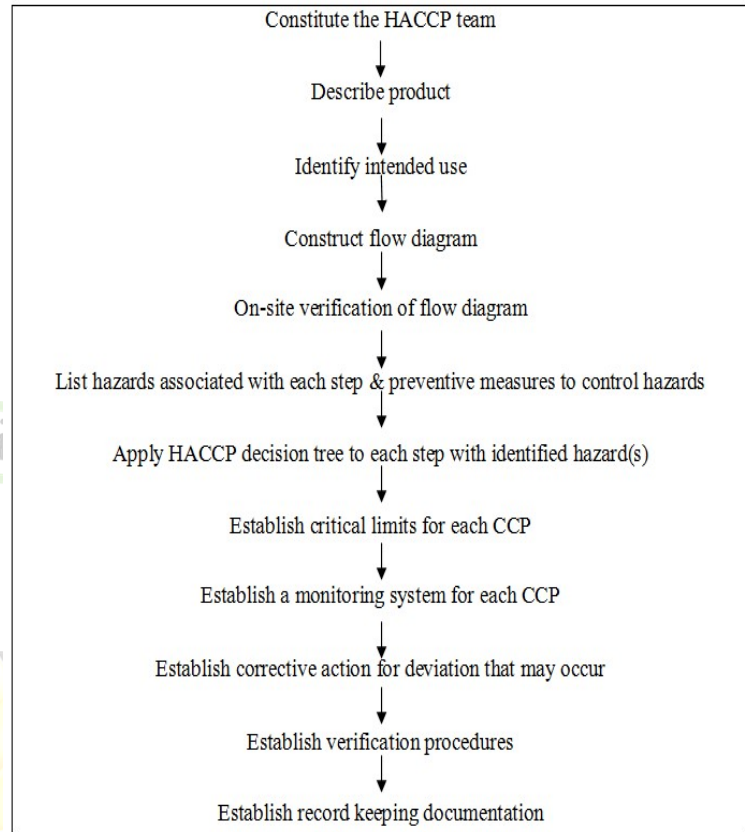 Constitute the HACCP team
Describe product
Identify intended use
Construct flow diagram
On-site verification of flow diagram
List hazards associated with each step & preventive measures to control hazards
Apply HACCP decision tree to each step with identified hazard(s)
Establish critical limits for each CCP
Establish a monitoring system for each CCP
Establish corrective action for deviation that may occur
Establish verification procedures
Establish record keeping documentation